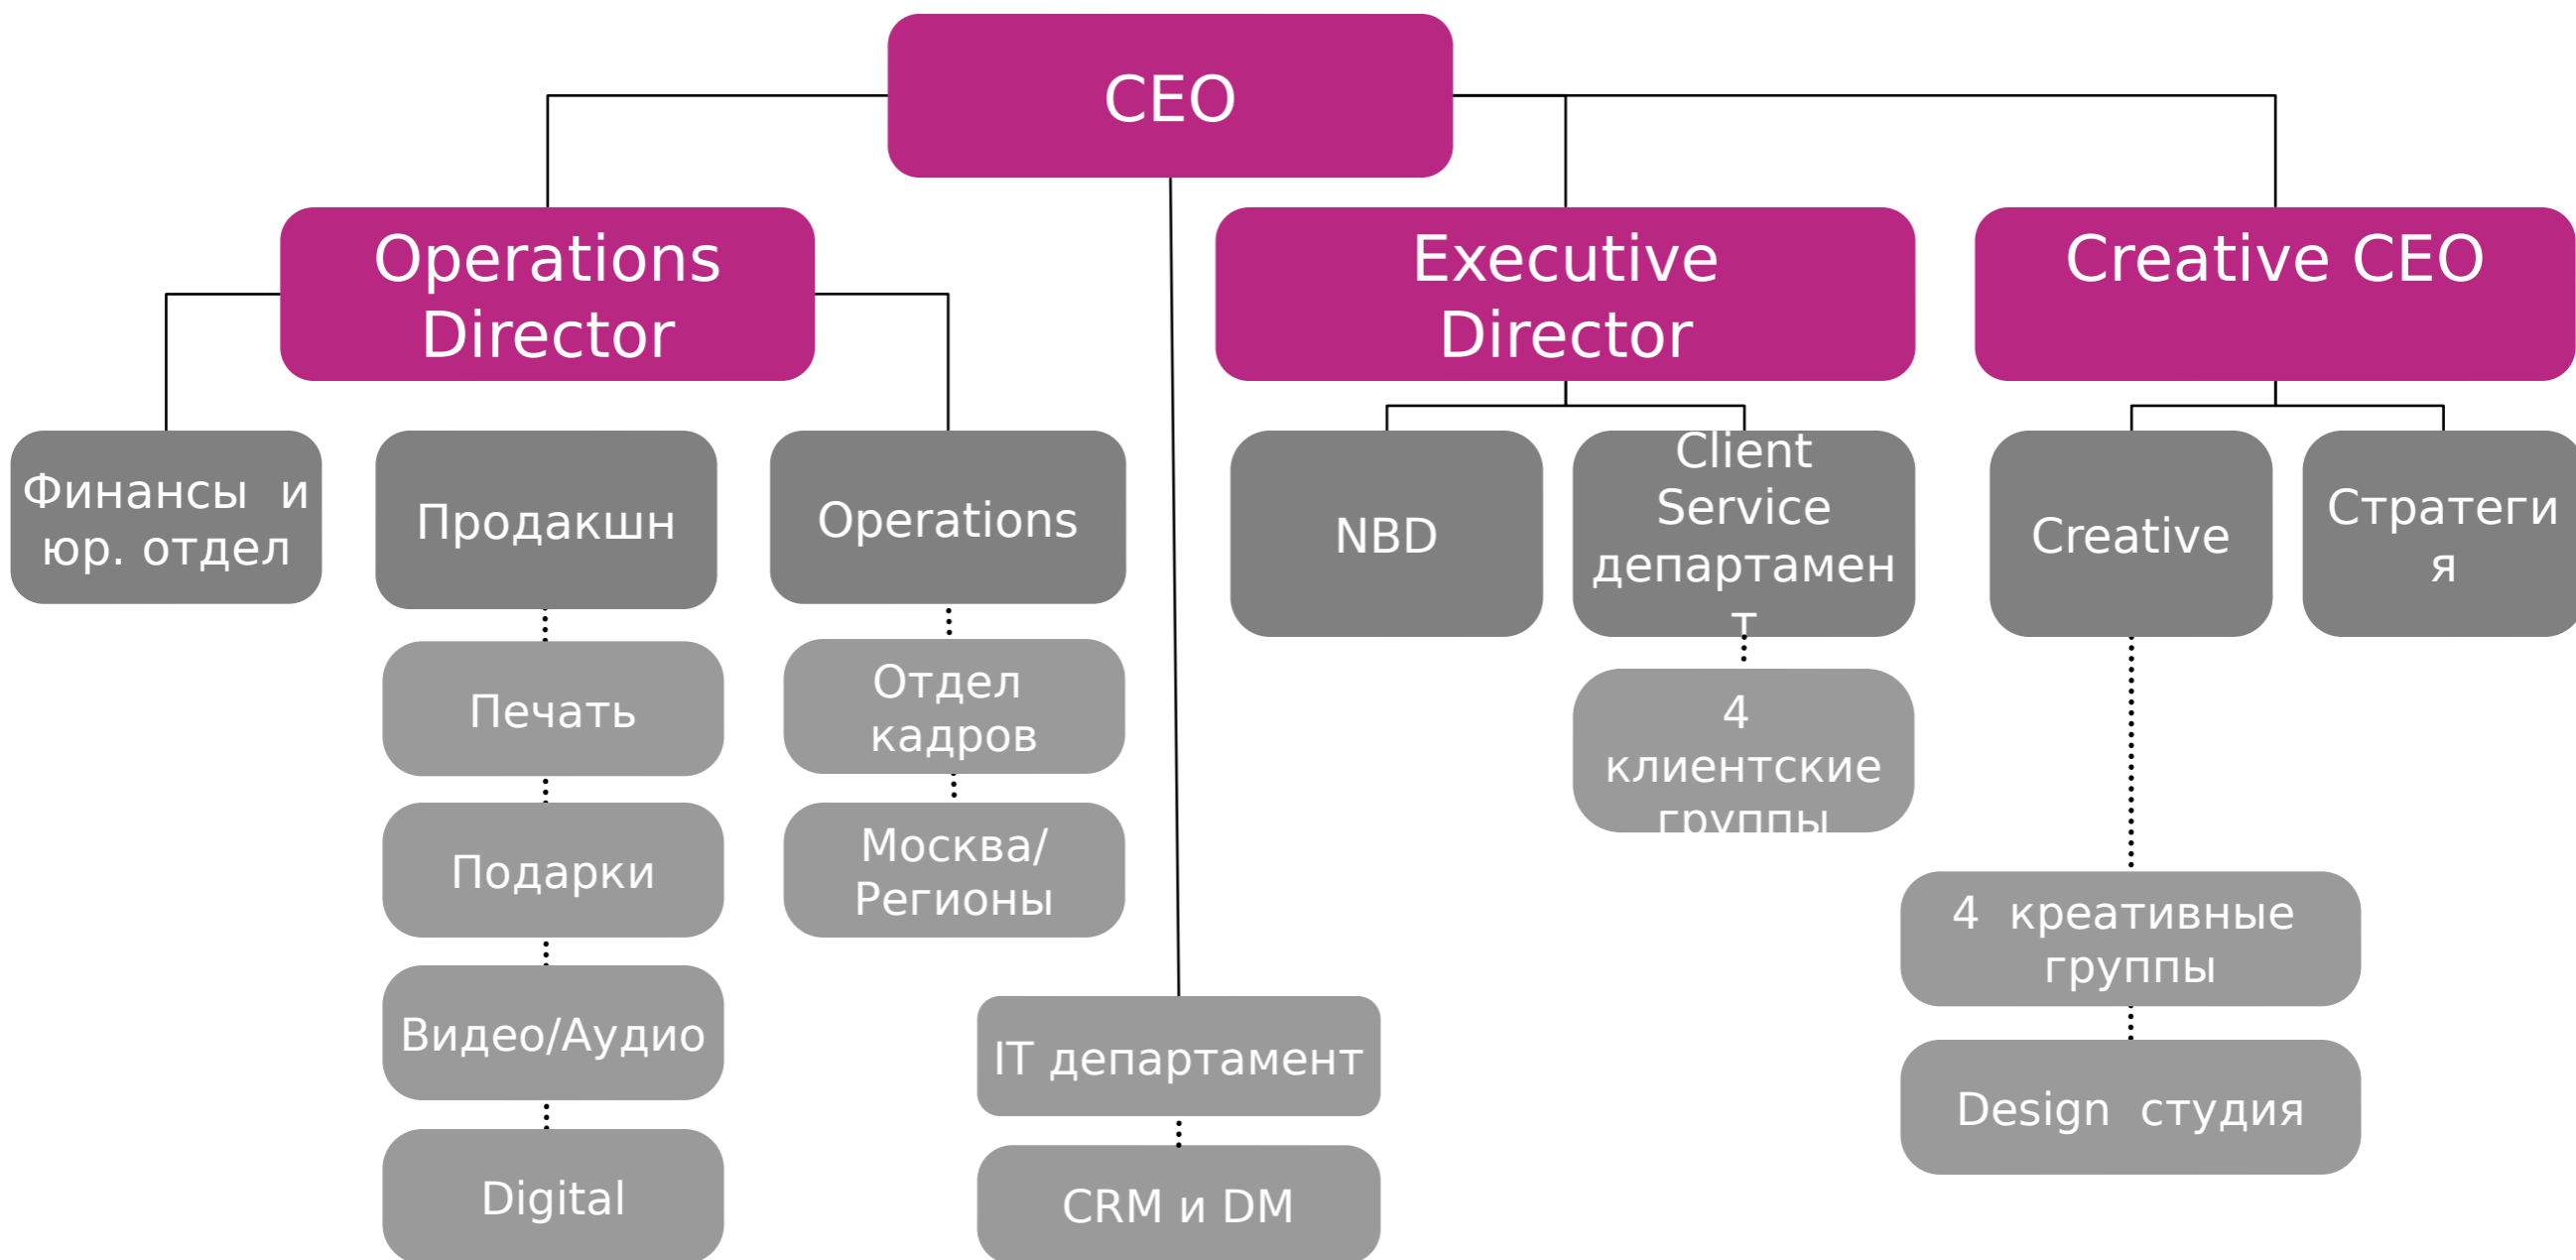 CEO
Operations
Director
Executive
Director
Creative CEO
Финансы и
юр. отдел
Продакшн
Operations
NBD
Client
Service
департамен
т
Creative
Стратеги
я
Печать
Отдел
кадров
4
клиентские
группы
Подарки
Москва/
Регионы
4 креативные
группы
Видео/Аудио
IT департамент
Design студия
Digital
CRM и DM